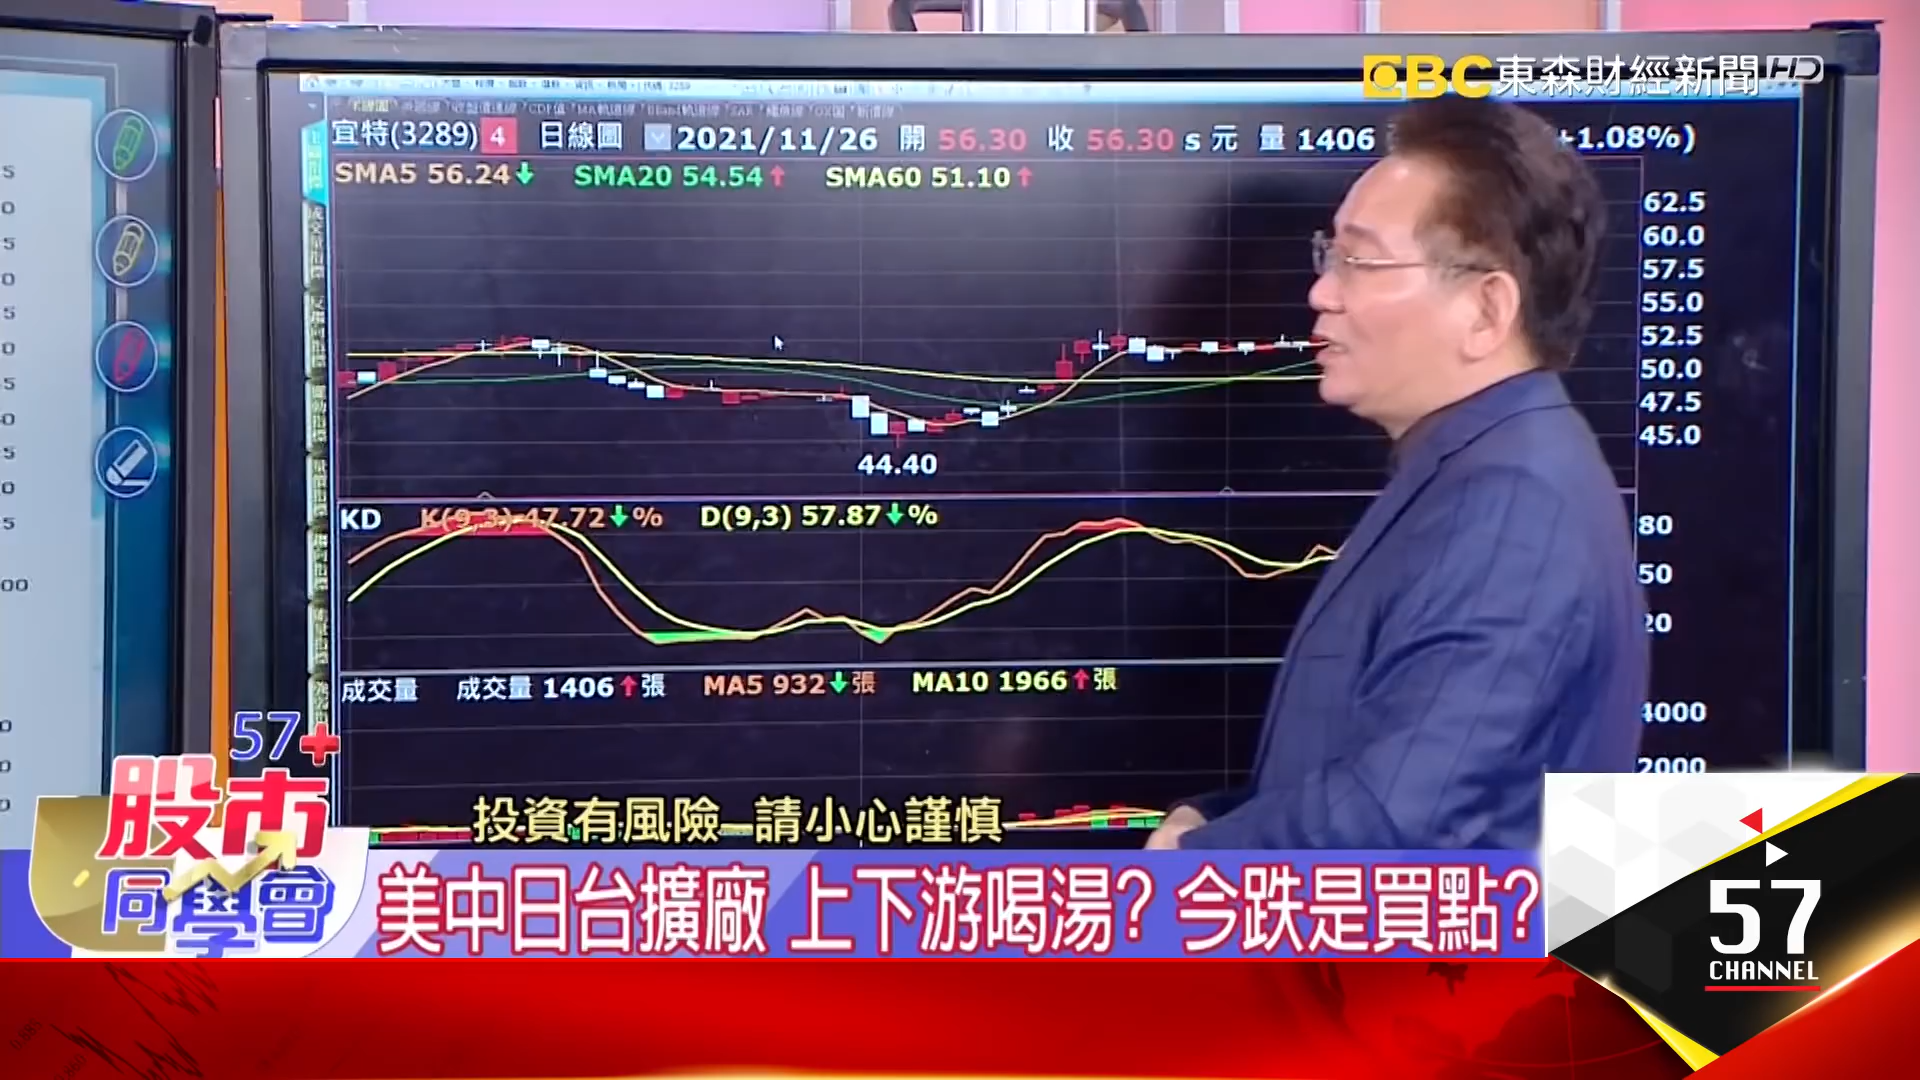 EBC 東森財經新聞 HD
宜特(3289) 4 日線圖 2021/11/26 開 56.30 收 56.30 s 元 量 1406 +1.08%)
SMA5 56.24↓ SMA20 54.54↑ SMA60 51.10↑
62.5
60.0
57.5
55.0
52.5
50.0
47.5
45.0
44.40
KD K(9,3) 47.72↓% D(9,3) 57.87↓%
80
50
20
成交量 成交量 1406↑張 MA5 932↓張 MA10 1966↑張
4000
2000
57+
股市
同學會
投資有風險 請小心謹慎
美中日台擴廠 上下游喝湯? 今跌是買點?
57
CHANNEL